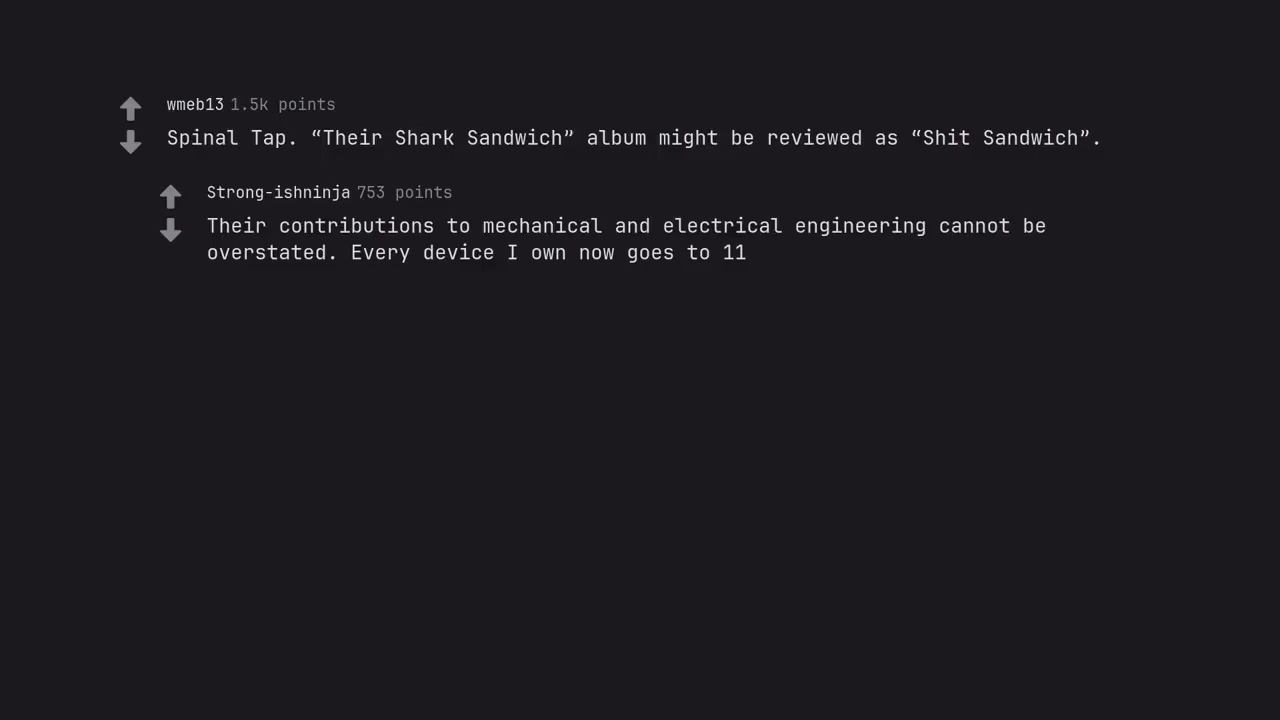 wmeb13 1.5k points
Spinal Tap. “Their Shark Sandwich” album might be reviewed as “Shit Sandwich”.
Strong-ishninja 753 points
Their contributions to mechanical and electrical engineering cannot be
overstated. Every device I own now goes to 11